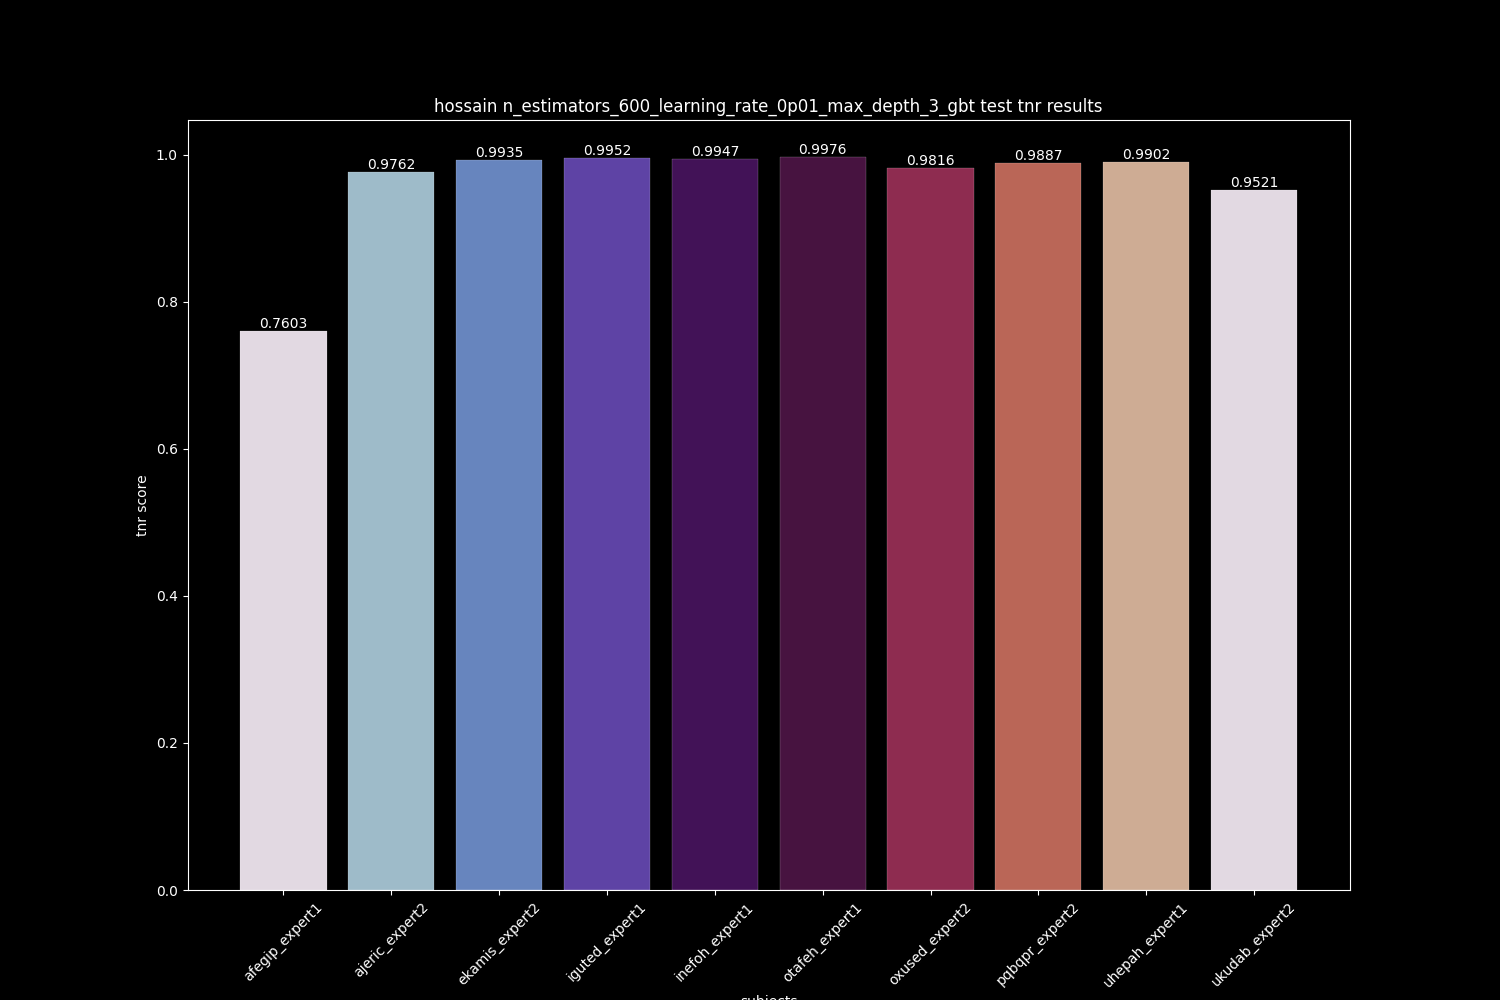 hossain n_estimators_600_learning_rate_0p01_max_depth_3_gbt test tnr results
1.0
0.8
0.6
0.4
0.2
0.0
tnr score
0.7603
0.9762
0.9935
0.9952
0.9947
0.9976
0.9816
0.9887
0.9902
0.9521
afegip_expert1
ajeric_expert2
ekamis_expert2
iguted_expert1
inefoh_expert1
otafeh_expert1
oxused_expert2
pqbqpr_expert2
uhepah_expert1
ukudab_expert2
subjects